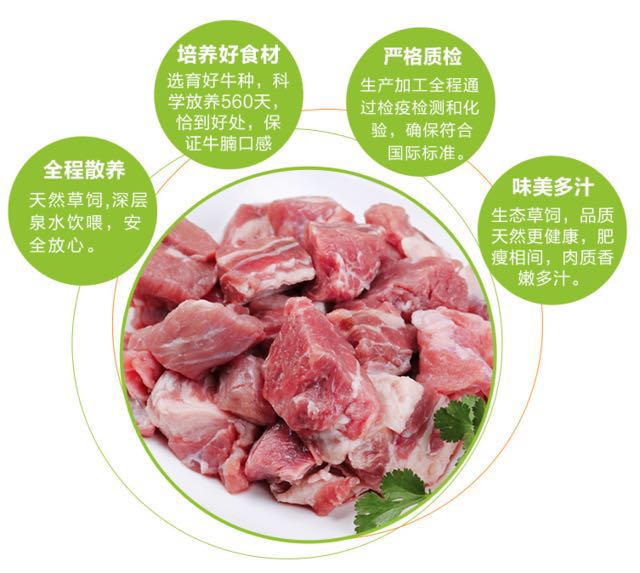 全程散养
天然草饲,深层
泉水饮喂，安
全放心。
培养好食材
选育好牛种，科
学放养560天，
恰到好处，保
证牛腩口感
严格质检
生产加工全程通
过检疫检测和化
验，确保符合
国际标准。
味美多汁
生态草饲，品质
天然更健康，肥
瘦相间，肉质香
嫩多汁。